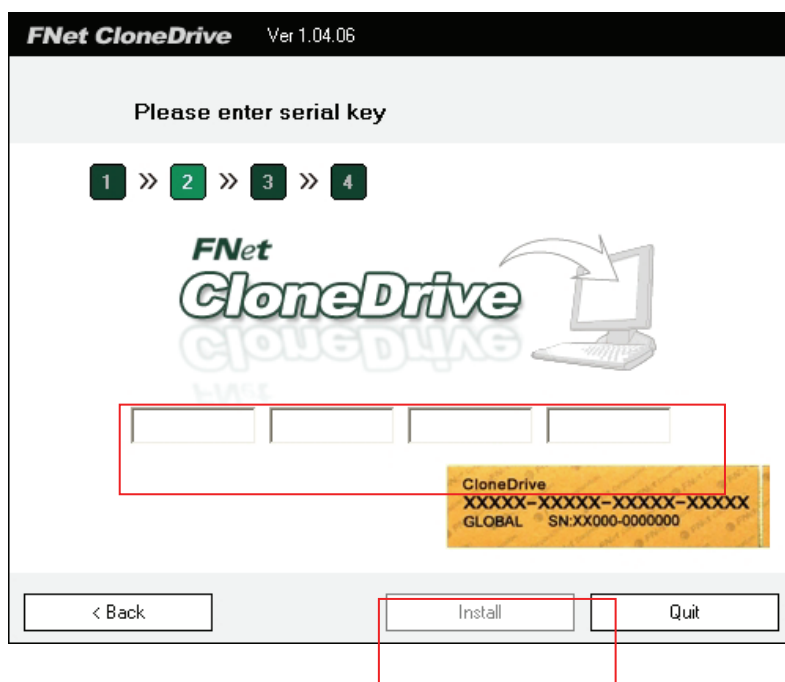 FNet CloneDrive Ver 1.04.06
Please enter serial key
1 » 2 » 3 » 4
FNet
CloneDrive
CloneDrive
XXXXX-XXXXX-XXXXX-XXXXX
GLOBAL SN:XX000-0000000
< Back Install Quit